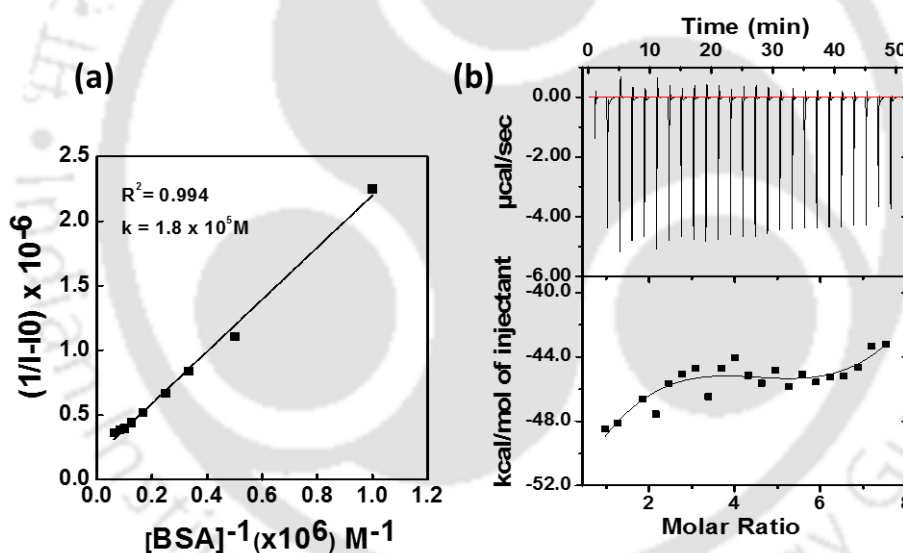 (a)
2.5
2.0
1.5
1.0
0.5
0.0
R²= 0.994
k = 1.8 x 10⁵M
(1/I-I0) x 10⁻⁶
0.0 0.2 0.4 0.6 0.8 1.0 1.2
[BSA]⁻¹(x10⁶) M⁻¹
(b)
Time (min)
0 10 20 30 40 50
0.00
-2.00
-4.00
-6.00
µcal/sec
-40.0
-44.0
-48.0
-52.0
kcal/mol of injectant
2 4 6 8
Molar Ratio